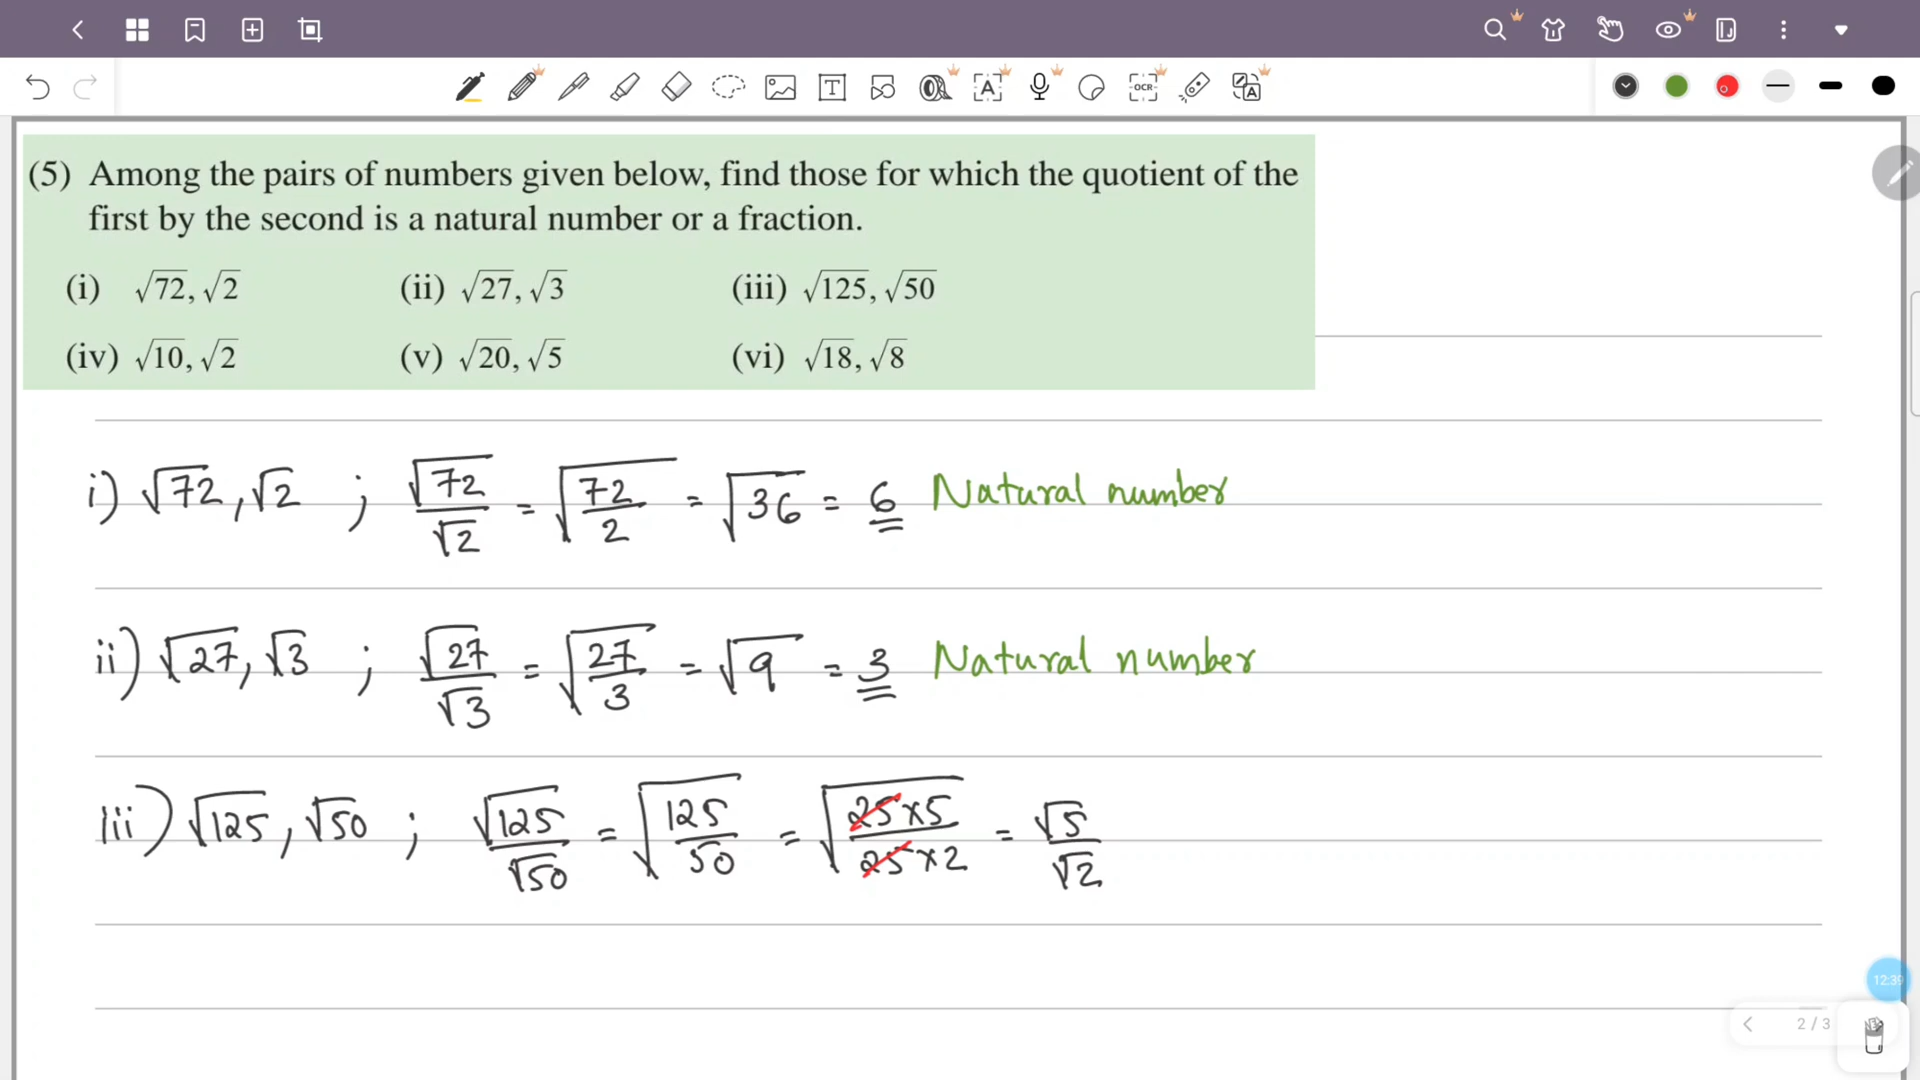 (5) Among the pairs of numbers given below, find those for which the quotient of the
first by the second is a natural number or a fraction.
(i) √72, √2 (ii) √27, √3 (iii) √125, √50
(iv) √10, √2 (v) √20, √5 (vi) √18, √8
i) √72, √2 ; √72/√2 = √(72/2) = √36 = 6 Natural number
ii) √27, √3 ; √27/√3 = √(27/3) = √9 = 3 Natural number
iii) √125, √50 ; √125/√50 = √(125/50) = √((25×5)/(25×2)) = √5/√2
12:39
2 / 3